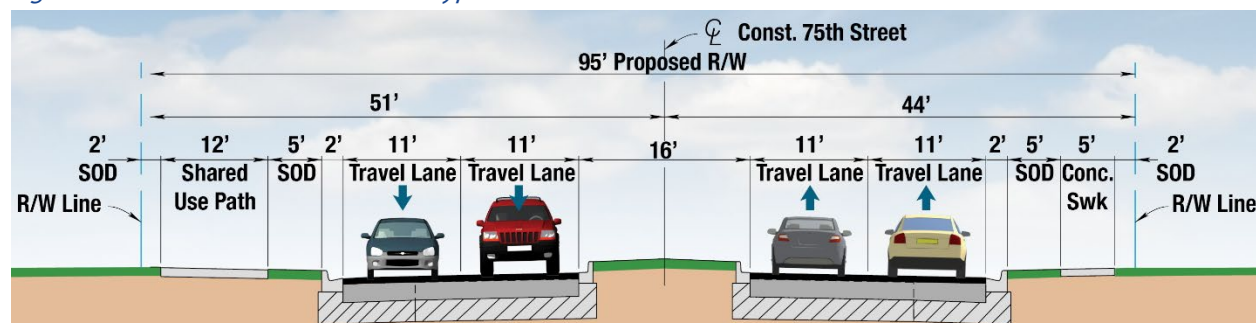 ℄ Const. 75th Street
95' Proposed R/W
51' 44'
2' 12' 5' 2' 11' 11' 16' 11' 11' 2' 5' 5' 2'
SOD Shared SOD Travel Lane Travel Lane Travel Lane Travel Lane SOD Conc. SOD
Use Path Swk
R/W Line R/W Line